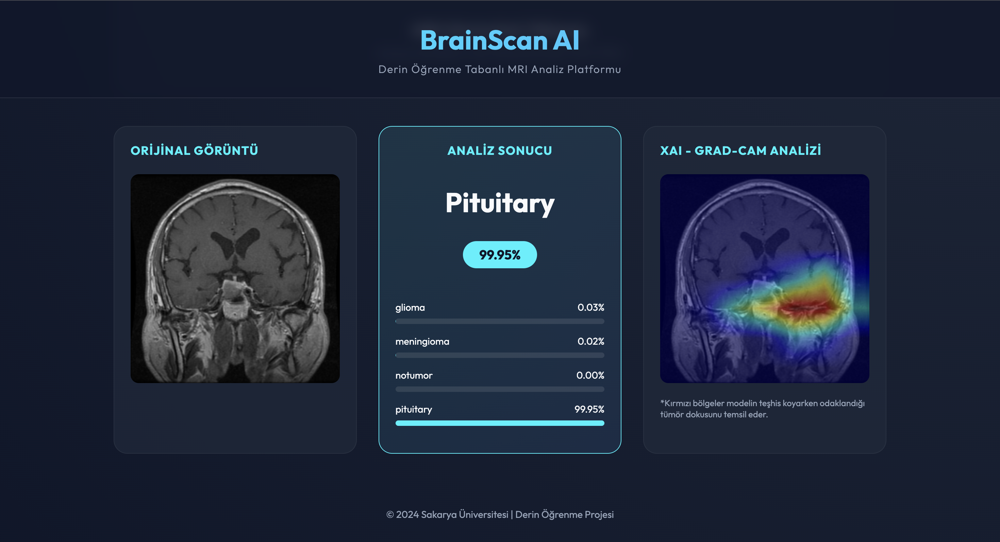 BrainScan AI
Derin Öğrenme Tabanlı MRI Analiz Platformu
ORİJİNAL GÖRÜNTÜ
ANALİZ SONUCU
Pituitary
99.95%
glioma 0.03%
meningioma 0.02%
notumor 0.00%
pituitary 99.95%
XAI - GRAD-CAM ANALİZİ
*Kırmızı bölgeler modelin teşhis koyarken odaklandığı
tümör dokusunu temsil eder.
© 2024 Sakarya Üniversitesi | Derin Öğrenme Projesi